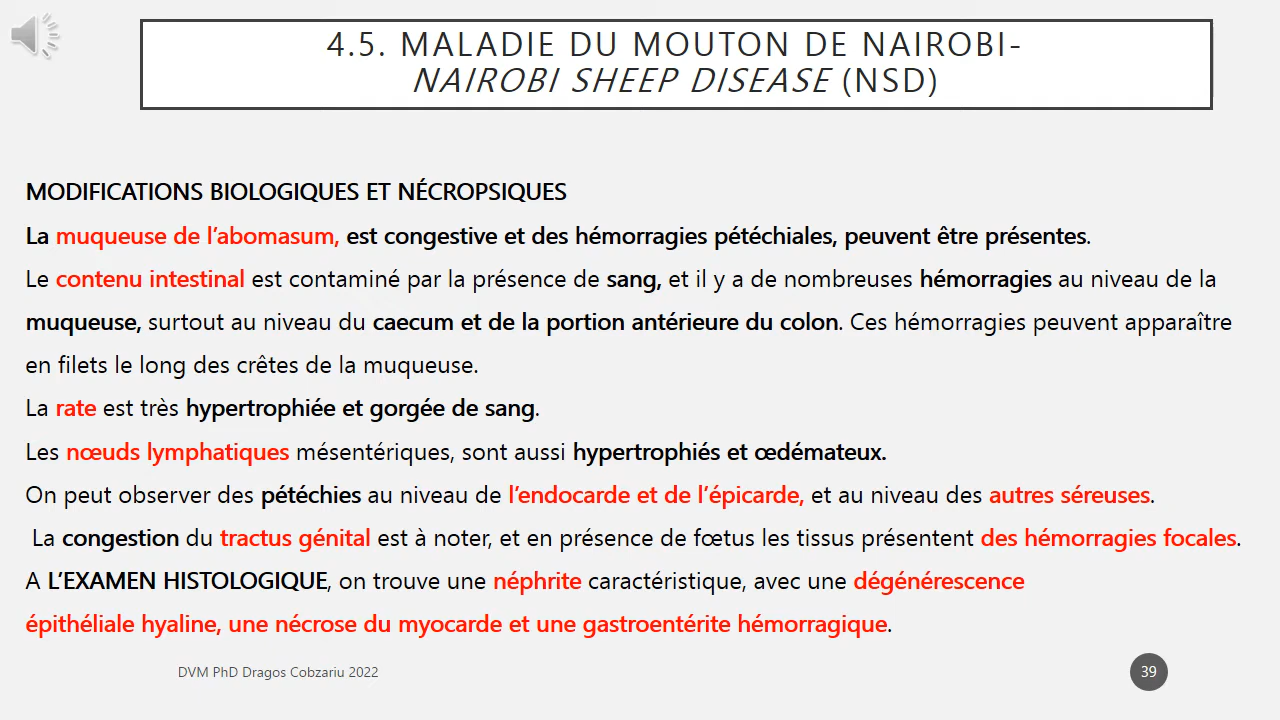 4.5. MALADIE DU MOUTON DE NAIROBI-
NAIROBI SHEEP DISEASE (NSD)
MODIFICATIONS BIOLOGIQUES ET NÉCROPSIQUES
La muqueuse de l’abomasum, est congestive et des hémorragies pétéchiales, peuvent être présentes.
Le contenu intestinal est contaminé par la présence de sang, et il y a de nombreuses hémorragies au niveau de la
muqueuse, surtout au niveau du caecum et de la portion antérieure du colon. Ces hémorragies peuvent apparaître
en filets le long des crêtes de la muqueuse.
La rate est très hypertrophiée et gorgée de sang.
Les nœuds lymphatiques mésentériques, sont aussi hypertrophiés et œdémateux.
On peut observer des pétéchies au niveau de l’endocarde et de l’épicarde, et au niveau des autres séreuses.
La congestion du tractus génital est à noter, et en présence de fœtus les tissus présentent des hémorragies focales.
A L’EXAMEN HISTOLOGIQUE, on trouve une néphrite caractéristique, avec une dégénérescence
épithéliale hyaline, une nécrose du myocarde et une gastroentérite hémorragique.
DVM PhD Dragos Cobzariu 2022
39